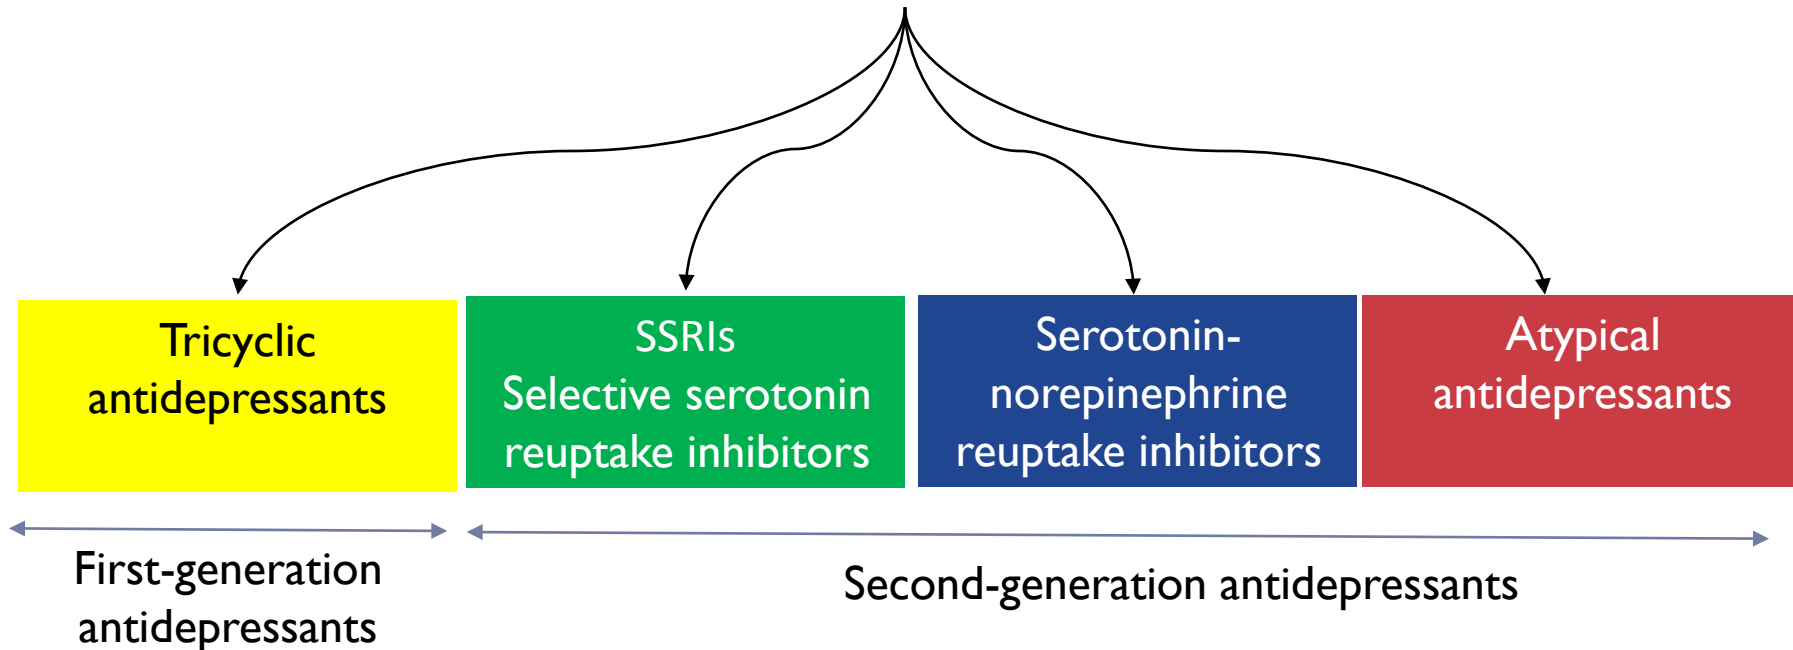 Tricyclic
antidepressants
SSRIs
Selective serotonin
reuptake inhibitors
Serotonin-
norepinephrine
reuptake inhibitors
Atypical
antidepressants
First-generation
antidepressants
Second-generation antidepressants